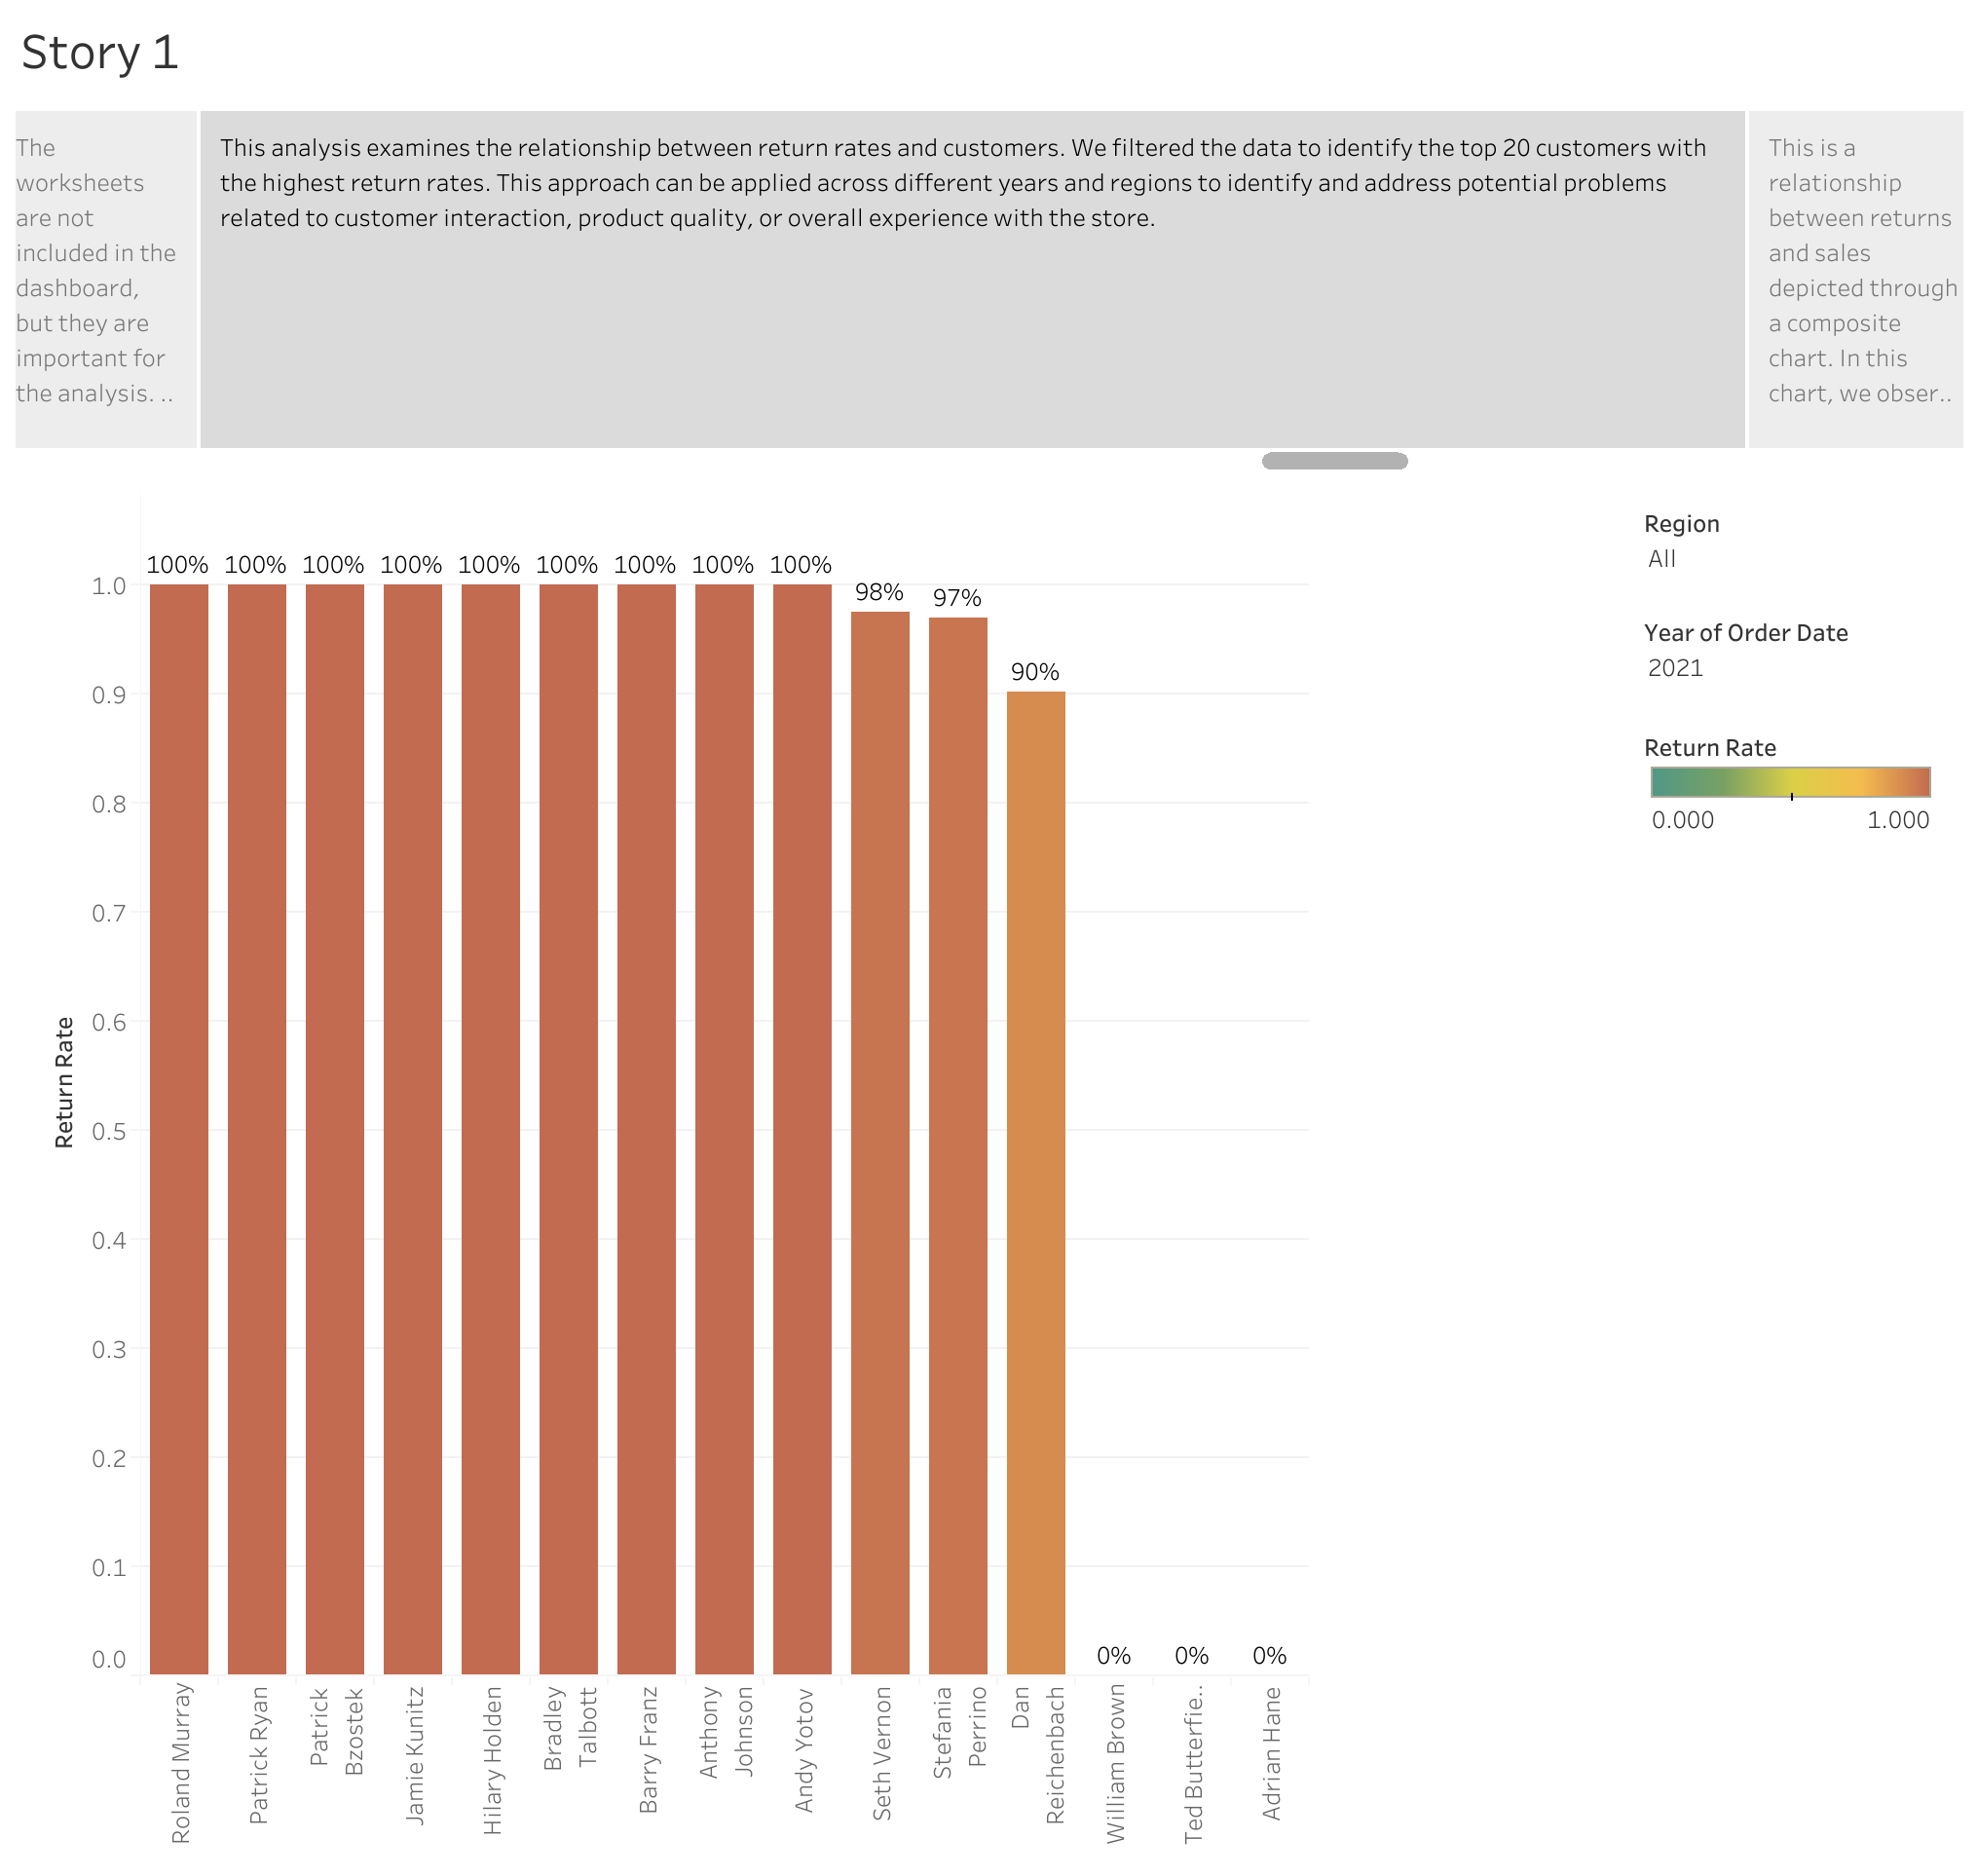 Story 1
The
worksheets
are not
included in the
dashboard,
but they are
important for
the analysis. ..
This analysis examines the relationship between return rates and customers. We filtered the data to identify the top 20 customers with
the highest return rates. This approach can be applied across different years and regions to identify and address potential problems
related to customer interaction, product quality, or overall experience with the store.
This is a
relationship
between returns
and sales
depicted through
a composite
chart. In this
chart, we obser..
Region
All
Year of Order Date
2021
Return Rate
0.000 1.000
100% 100% 100% 100% 100% 100% 100% 100% 100% 98% 97% 90% 0% 0% 0%
Return Rate
1.0
0.9
0.8
0.7
0.6
0.5
0.4
0.3
0.2
0.1
0.0
Roland Murray
Patrick Ryan
Patrick
Bzostek
Jamie Kunitz
Hilary Holden
Bradley
Talbott
Barry Franz
Anthony
Johnson
Andy Yotov
Seth Vernon
Stefania
Perrino
Dan
Reichenbach
William Brown
Ted Butterfie..
Adrian Hane